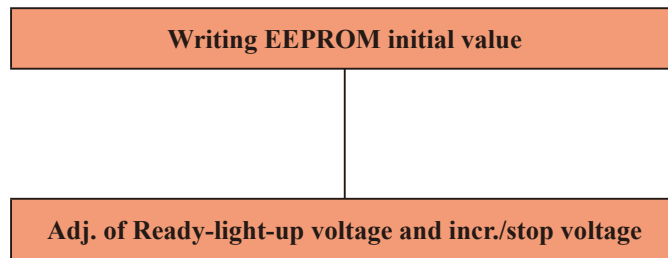 Writing EEPROM initial value
Adj. of Ready-light-up voltage and incr./stop voltage